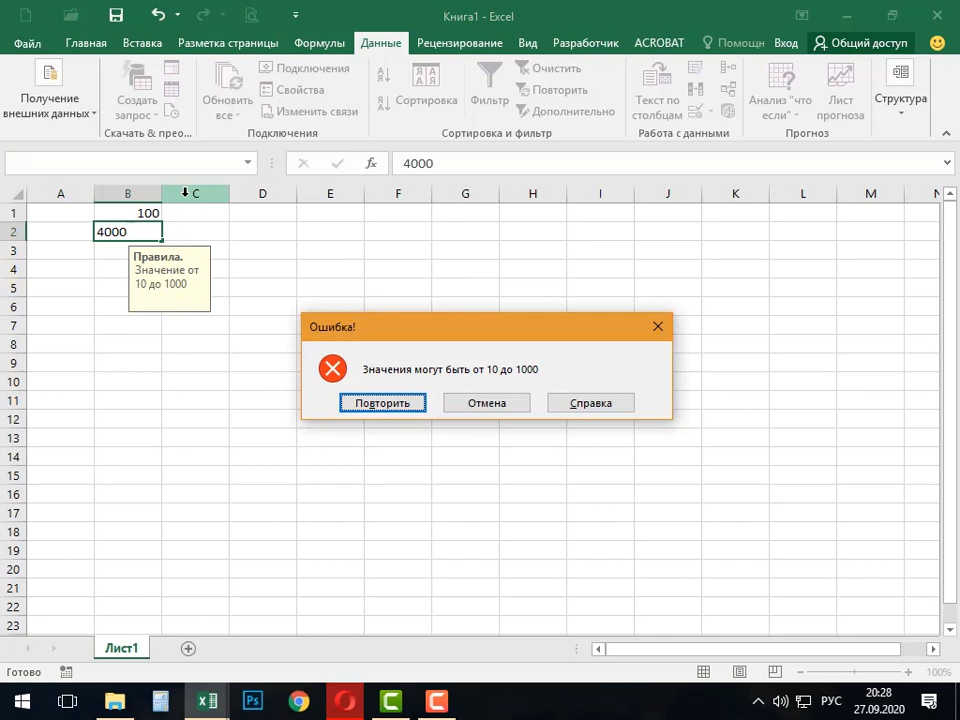 Книга1 - Excel
Файл
Главная
Вставка
Разметка страницы
Формулы
Данные
Рецензирование
Вид
Разработчик
ACROBAT
Помощн
Вход
Общий доступ
Получение
внешних данных
Создать
запрос
Скачать & прео...
Обновить
все
Подключения
Свойства
Изменить связи
Подключения
Сортировка
Фильтр
Очистить
Повторить
Дополнительно
Сортировка и фильтр
Текст по
столбцам
Работа с данными
Анализ "что
если"
Лист
прогноза
Прогноз
Структура
fx
4000
A B C D E F G H I J K L M N
1 100
2 4000
3
4
5
6
7
8
9
10
11
12
13
14
15
16
17
18
19
20
21
22
23
Правила.
Значение от
10 до 1000
Ошибка!
Значения могут быть от 10 до 1000
Повторить
Отмена
Справка
Лист1
Готово
100%
Ps
РУС
20:28
27.09.2020